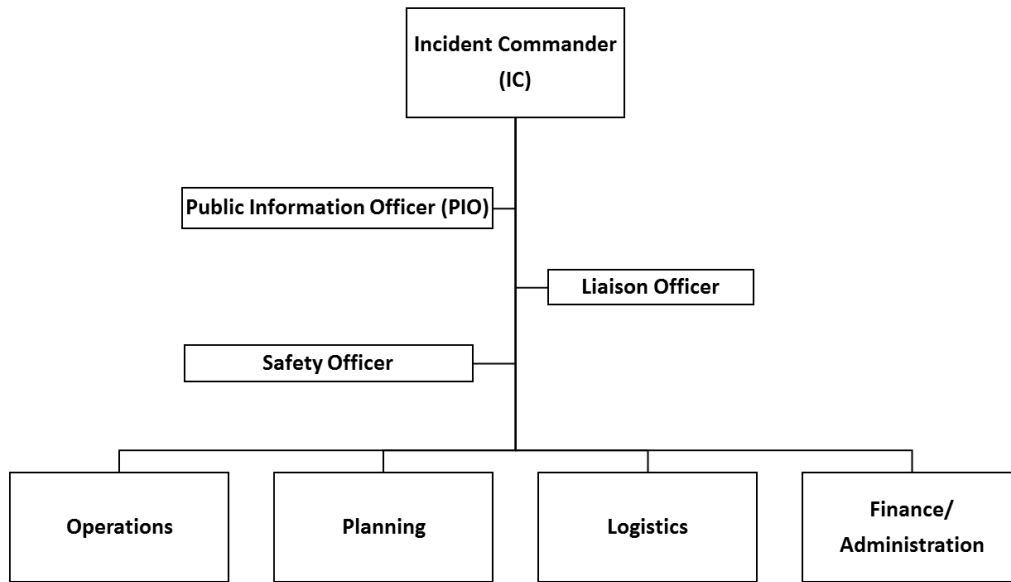 Incident Commander
(IC)
Public Information Officer (PIO)
Liaison Officer
Safety Officer
Operations
Planning
Logistics
Finance/
Administration